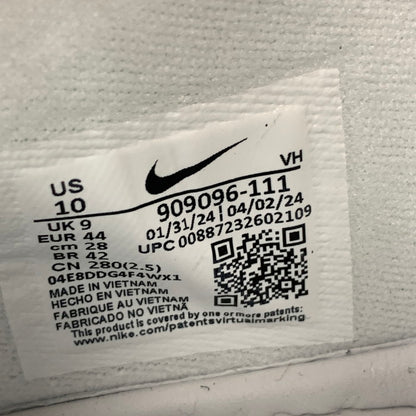 VH
US
10
909096-111
UK 9
01/31/24 | 04/02/24
EUR 44
UPC 00887232602109
cm 28
BR 42
CN 280(2.5)
04E8DDG4F4WX1
MADE IN VIETNAM
HECHO EN VIETNAM
FABRIQUÉ AU VIETNAM
FABRICADO NO VIETNÃ
This product is covered by one or more patents
www.nike.com/patentsvirtualmarking